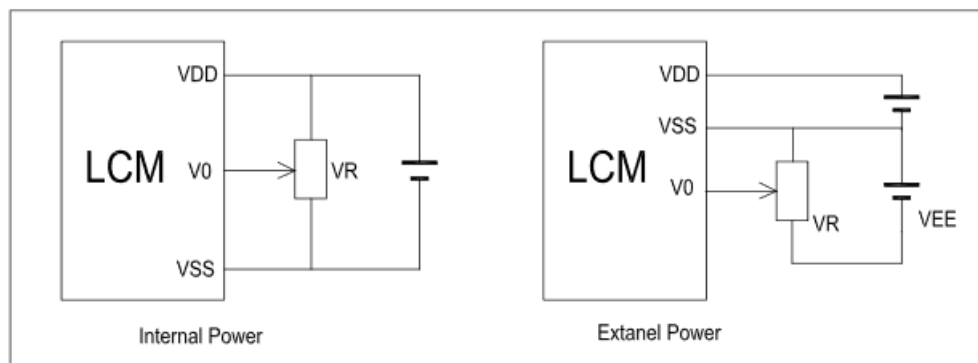 VDD
LCM
V0
VR
VSS
Internal Power
VDD
VSS
LCM
V0
VR
VEE
Extanel Power